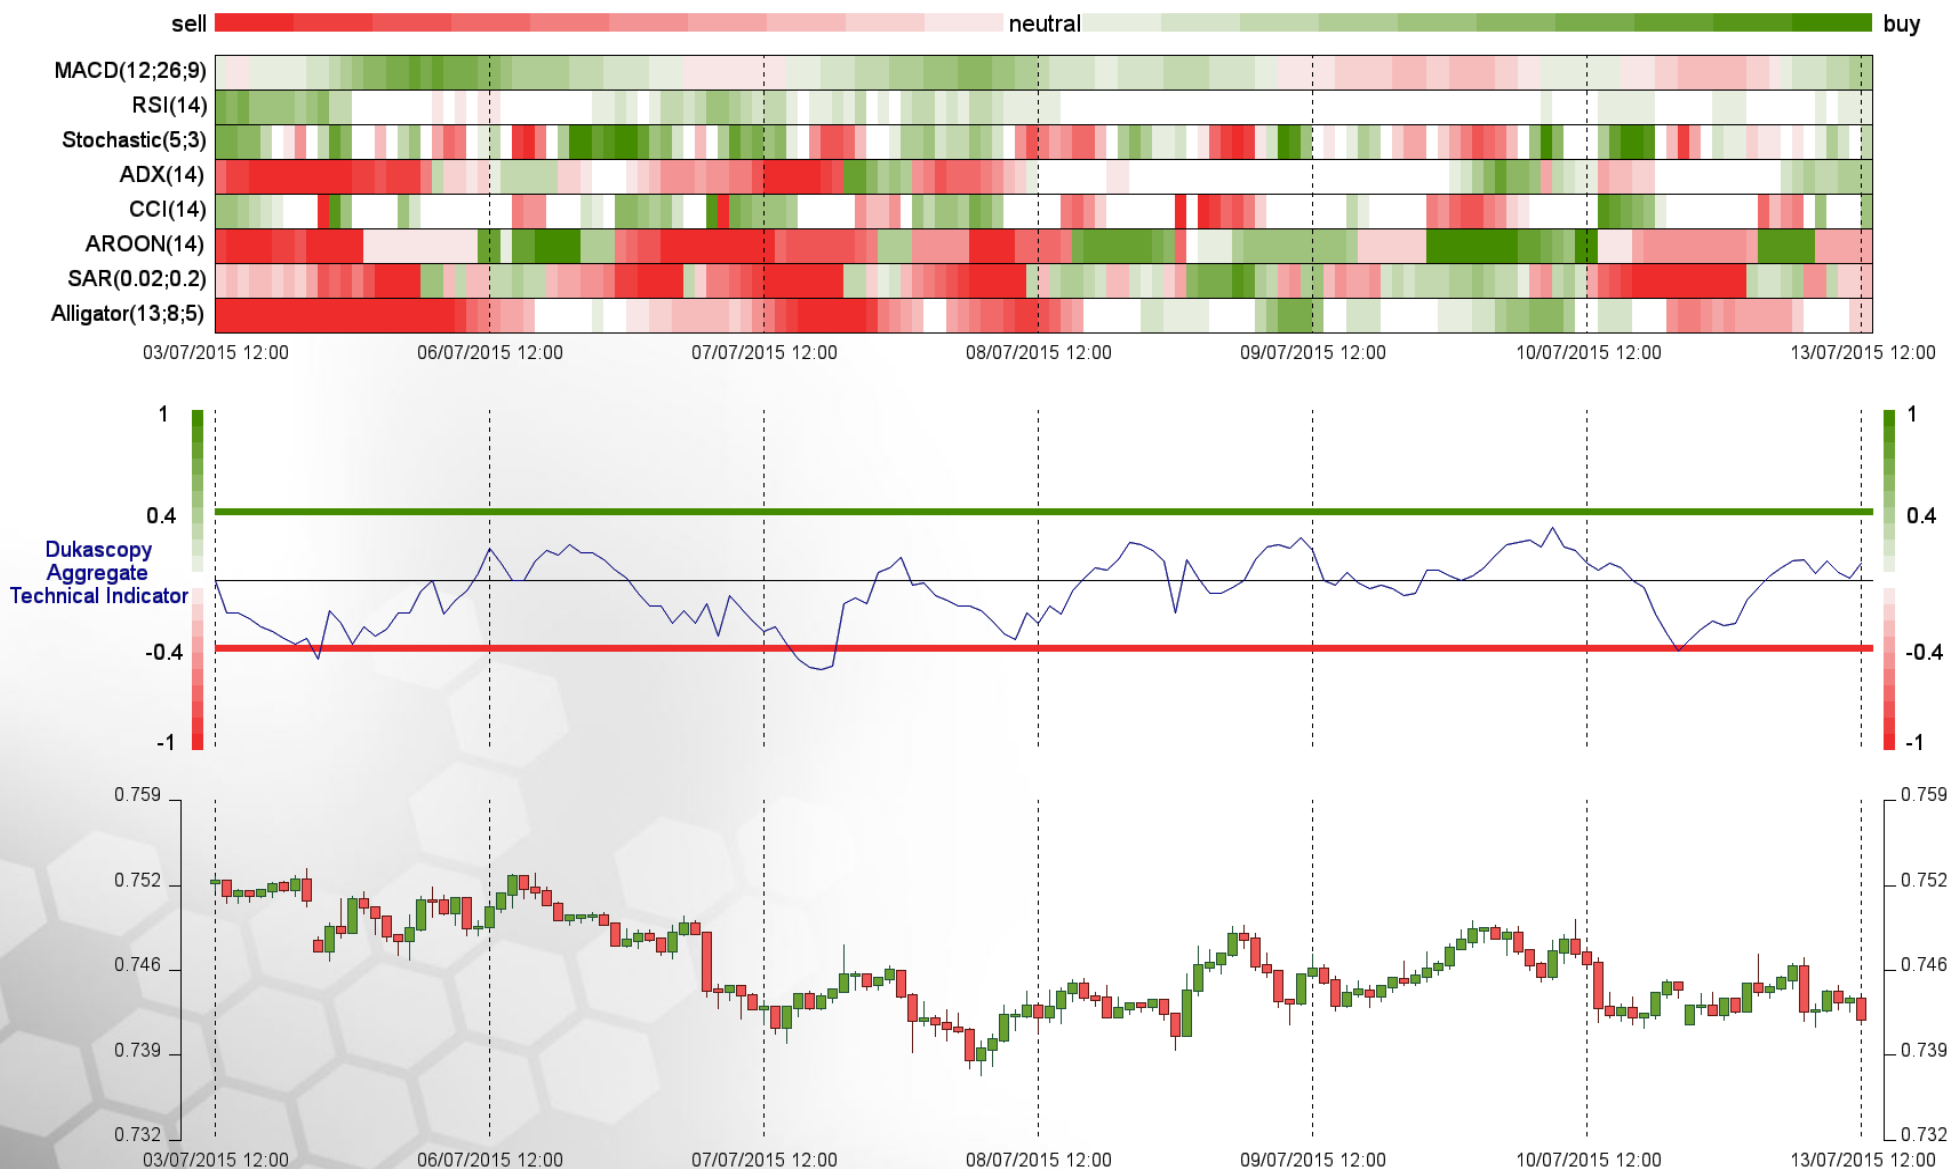 sell neutral buy
MACD(12;26;9)
RSI(14)
Stochastic(5;3)
ADX(14)
CCI(14)
AROON(14)
SAR(0.02;0.2)
Alligator(13;8;5)
03/07/2015 12:00 06/07/2015 12:00 07/07/2015 12:00 08/07/2015 12:00 09/07/2015 12:00 10/07/2015 12:00 13/07/2015 12:00
1 1
0.4 0.4
Dukascopy
Aggregate
Technical Indicator
-0.4 -0.4
-1 -1
0.759 0.759
0.752 0.752
0.746 0.746
0.739 0.739
0.732 0.732
03/07/2015 12:00 06/07/2015 12:00 07/07/2015 12:00 08/07/2015 12:00 09/07/2015 12:00 10/07/2015 12:00 13/07/2015 12:00